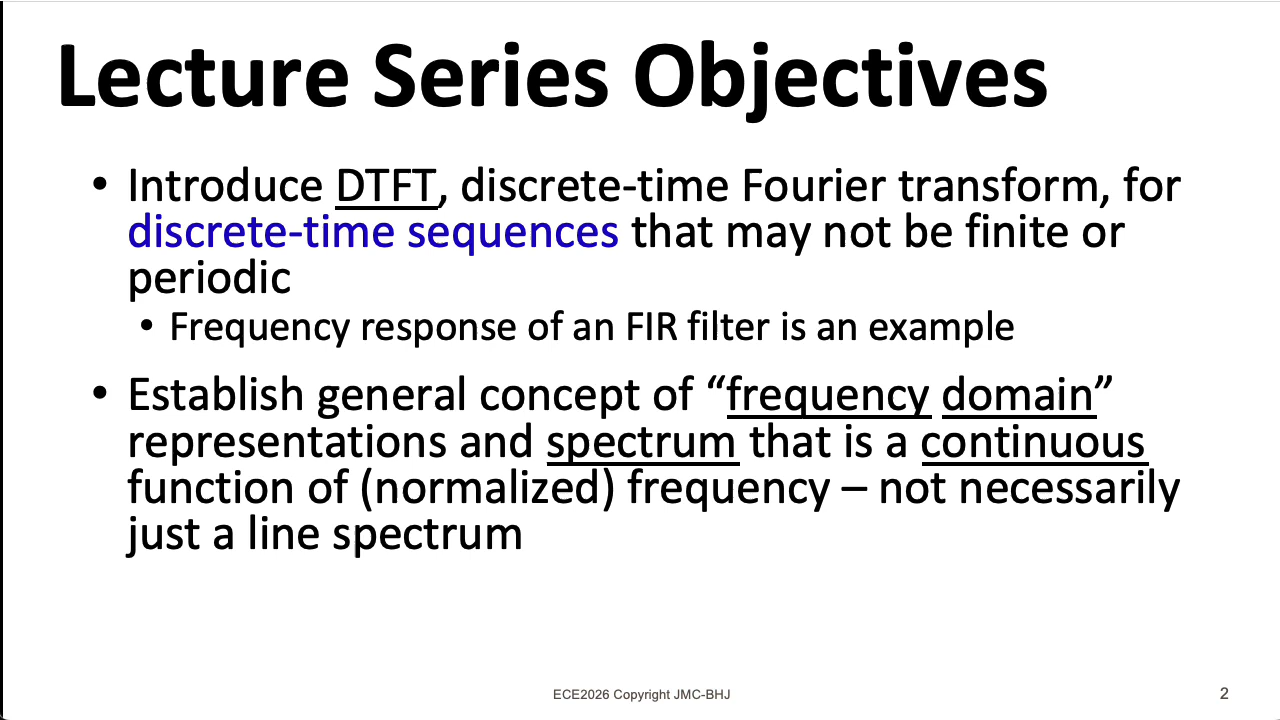 Lecture Series Objectives
• Introduce DTFT, discrete-time Fourier transform, for
discrete-time sequences that may not be finite or
periodic
• Frequency response of an FIR filter is an example
• Establish general concept of “frequency domain”
representations and spectrum that is a continuous
function of (normalized) frequency – not necessarily
just a line spectrum
ECE2026 Copyright JMC-BHJ
2